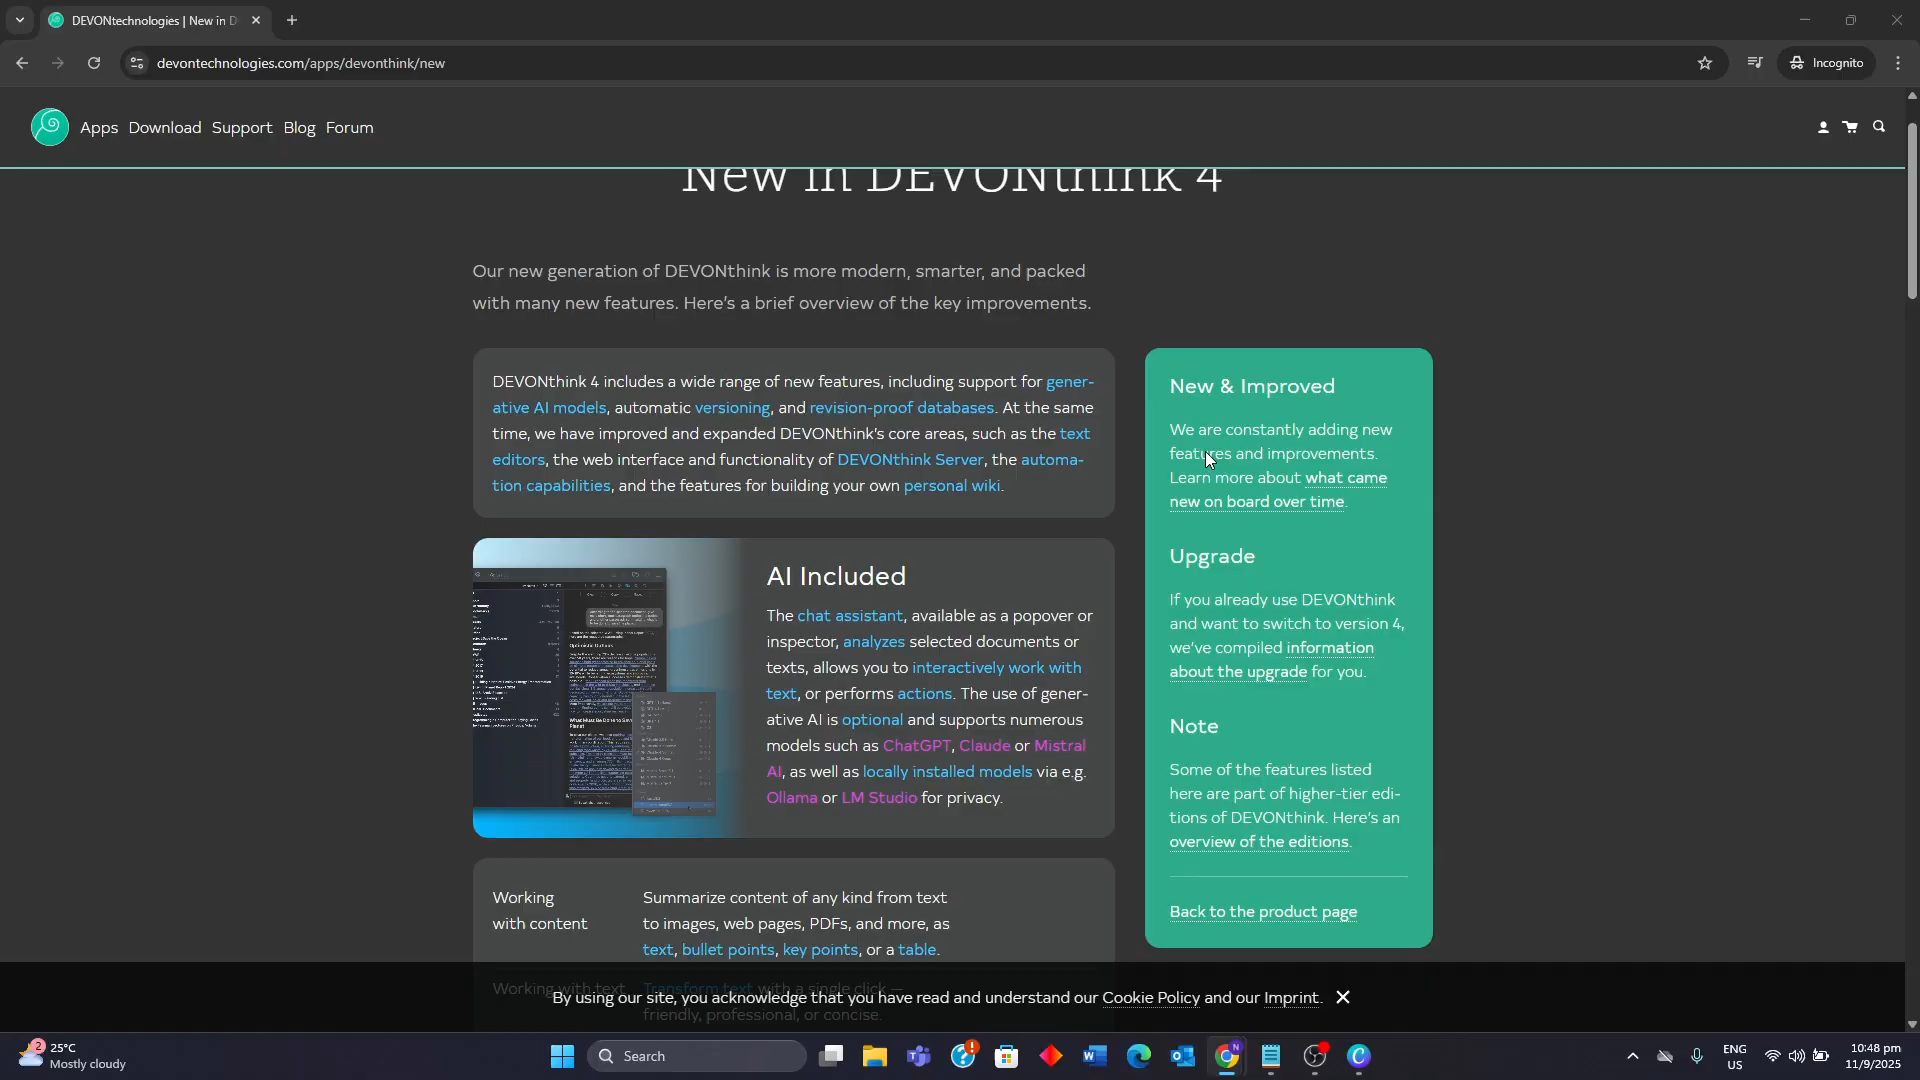 DEVONtechnologies | New in D
devontechnologies.com/apps/devonthink/new
Incognito
Apps Download Support Blog Forum
New in DEVONthink 4
Our new generation of DEVONthink is more modern, smarter, and packed
with many new features. Here's a brief overview of the key improvements.
DEVONthink 4 includes a wide range of new features, including support for gener-
ative AI models, automatic versioning, and revision-proof databases. At the same
time, we have improved and expanded DEVONthink's core areas, such as the text
editors, the web interface and functionality of DEVONthink Server, the automa-
tion capabilities, and the features for building your own personal wiki.
AI Included
The chat assistant, available as a popover or
inspector, analyzes selected documents or
texts, allows you to interactively work with
text, or performs actions. The use of gener-
ative AI is optional and supports numerous
models such as ChatGPT, Claude or Mistral
AI, as well as locally installed models via e.g.
Ollama or LM Studio for privacy.
Working
with content
Summarize content of any kind from text
to images, web pages, PDFs, and more, as
text, bullet points, key points, or a table.
Working with text
Transform text with a single click —
friendly, professional, or concise.
New & Improved
We are constantly adding new
features and improvements.
Learn more about what came
new on board over time.
Upgrade
If you already use DEVONthink
and want to switch to version 4,
we've compiled information
about the upgrade for you.
Note
Some of the features listed
here are part of higher-tier edi-
tions of DEVONthink. Here's an
overview of the editions.
Back to the product page
By using our site, you acknowledge that you have read and understand our Cookie Policy and our Imprint.
2
25°C
Mostly cloudy
Search
ENG
US
10:48 pm
11/9/2025